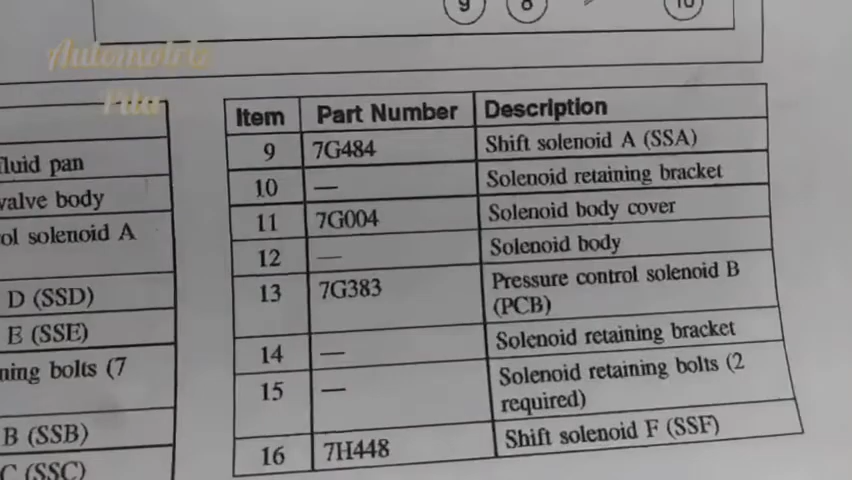 9 8 10
Automotriz
Pita
fluid pan
valve body
ol solenoid A
D (SSD)
E (SSE)
ning bolts (7
B (SSB)
C (SSC)
Item Part Number Description
9 7G484 Shift solenoid A (SSA)
10 — Solenoid retaining bracket
11 7G004 Solenoid body cover
12 — Solenoid body
13 7G383 Pressure control solenoid B
(PCB)
14 — Solenoid retaining bracket
15 — Solenoid retaining bolts (2
required)
16 7H448 Shift solenoid F (SSF)